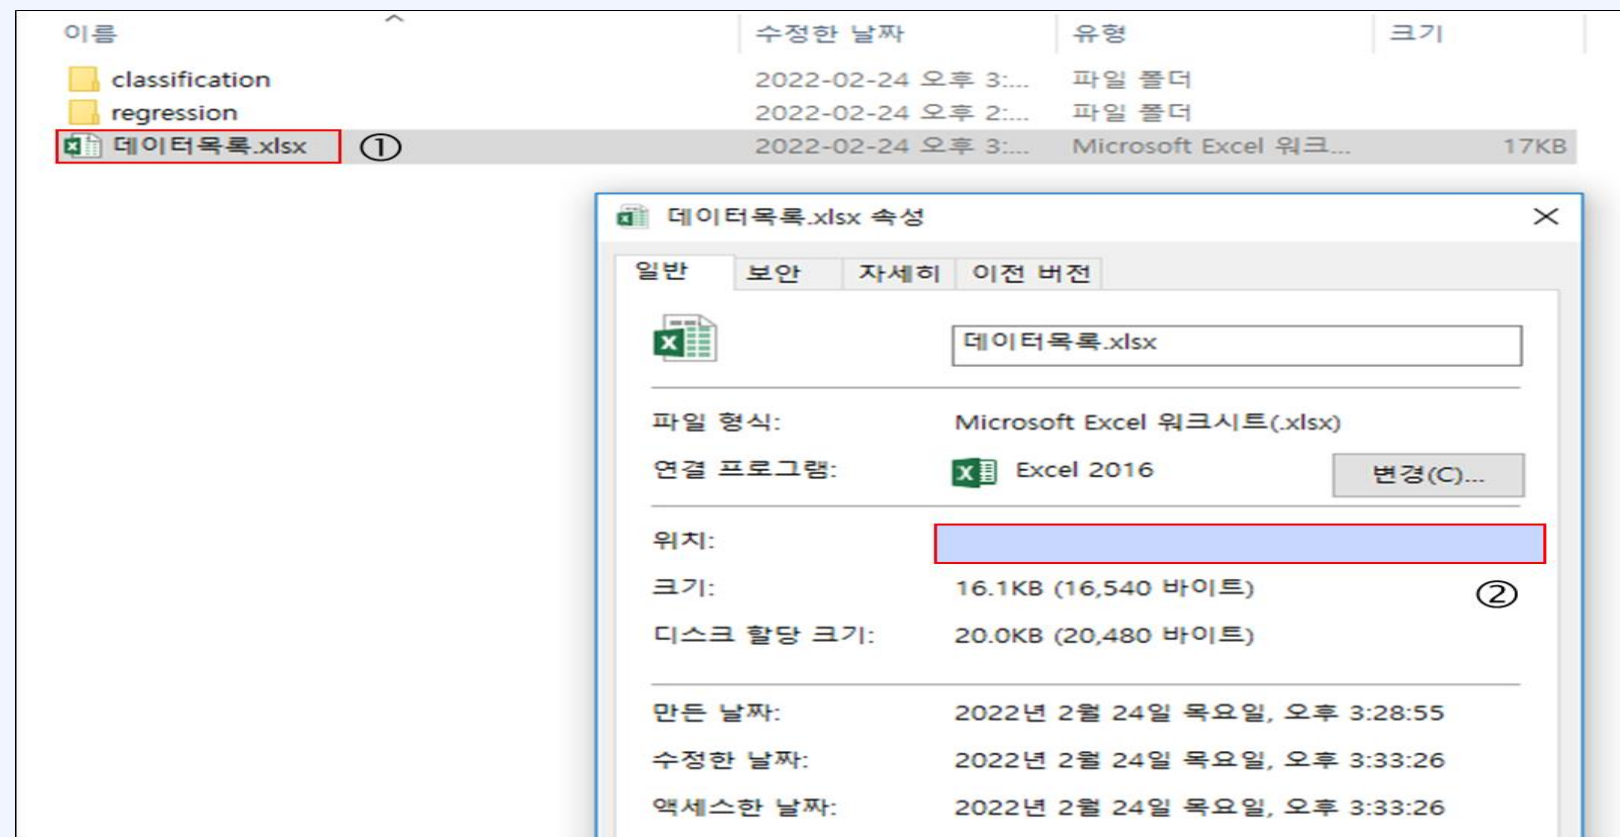 이름 수정한 날짜 유형 크기
classification 2022-02-24 오후 3:... 파일 폴더
regression 2022-02-24 오후 2:... 파일 폴더
데이터목록.xlsx ① 2022-02-24 오후 3:... Microsoft Excel 워크... 17KB
데이터목록.xlsx 속성
일반 보안 자세히 이전 버전
데이터목록.xlsx
파일 형식: Microsoft Excel 워크시트(.xlsx)
연결 프로그램: Excel 2016 변경(C)...
위치:
크기: 16.1KB (16,540 바이트) ②
디스크 할당 크기: 20.0KB (20,480 바이트)
만든 날짜: 2022년 2월 24일 목요일, 오후 3:28:55
수정한 날짜: 2022년 2월 24일 목요일, 오후 3:33:26
액세스한 날짜: 2022년 2월 24일 목요일, 오후 3:33:26